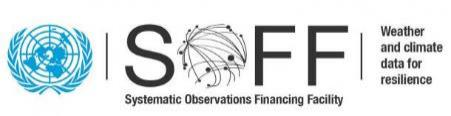 SOFF
Systematic Observations Financing Facility
Weather
and climate
data for
resilience